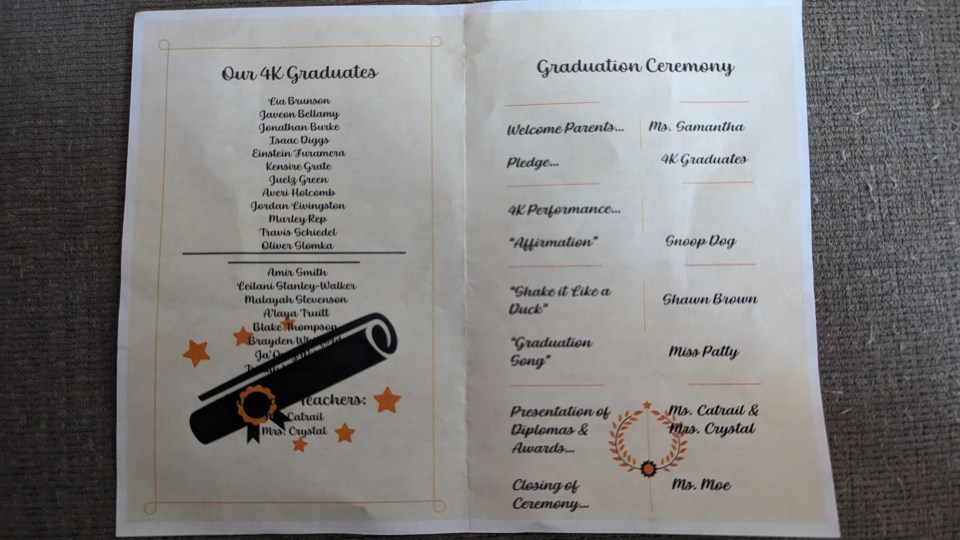 Our 4K Graduates
Lia Brunson
Javeon Bellamy
Jonathan Burke
Isaac Diggs
Einstein Furamera
Kensire Grate
Juelz Green
Averi Holcomb
Jordan Livingston
Marley Rep
Travis Schiedel
Oliver Slomka
Amir Smith
Leilani Stanley-Walker
Malayah Stevenson
A'laya Truitt
Blake Thompson
Brayden
Teachers:
Catrail
Mrs. Crystal
Graduation Ceremony
Welcome Parents... Ms. Samantha
Pledge... 4K Graduates
4K Performance...
"Affirmation" Snoop Dog
"Shake it Like a
Duck" Shawn Brown
"Graduation
Song" Miss Patty
Presentation of Ms. Catrail &
Diplomas & Mrs. Crystal
Awards...
Closing of Ms. Moe
Ceremony...